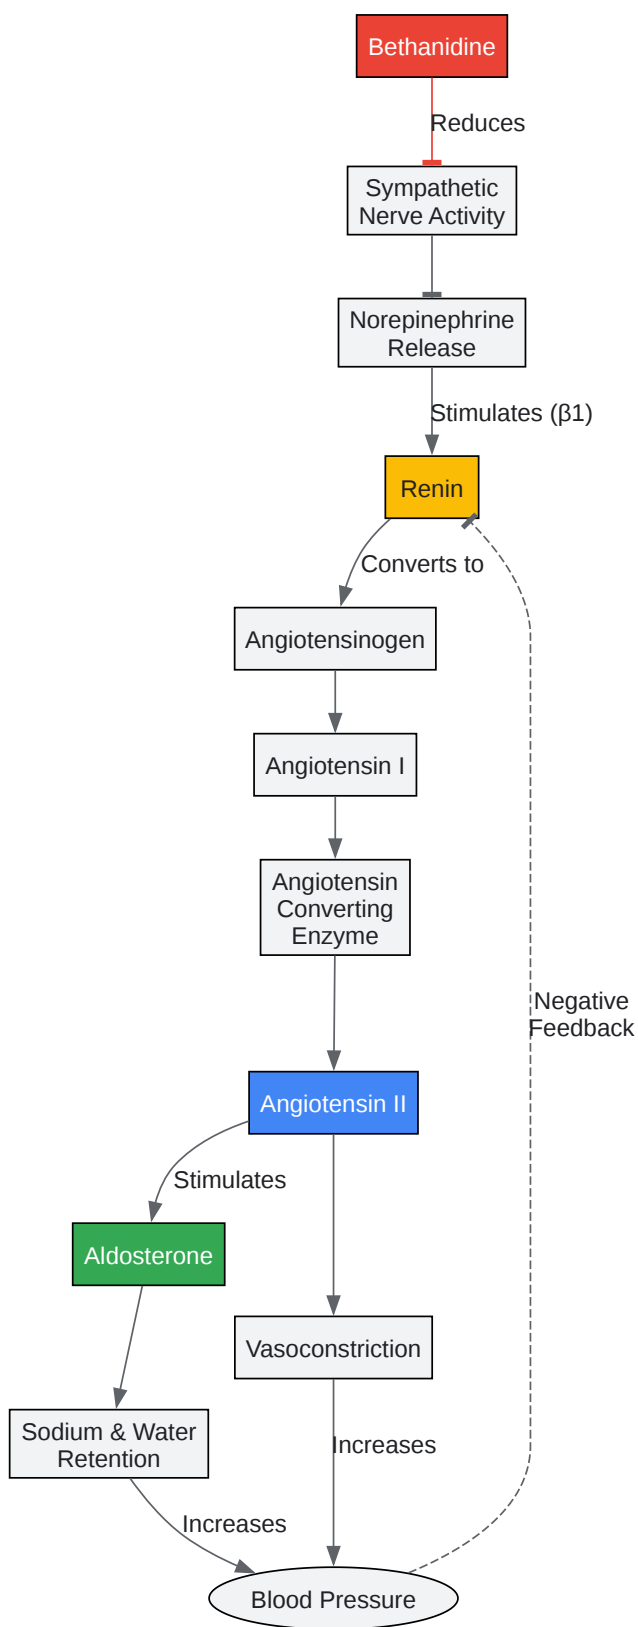 Bethanidine
Reduces
Sympathetic
Nerve Activity
Norepinephrine
Release
Stimulates (β1)
Renin
Converts to
Angiotensinogen
Angiotensin I
Angiotensin
Converting
Enzyme
Negative
Feedback
Angiotensin II
Stimulates
Aldosterone
Vasoconstriction
Sodium & Water
Retention
Increases
Increases
Blood Pressure